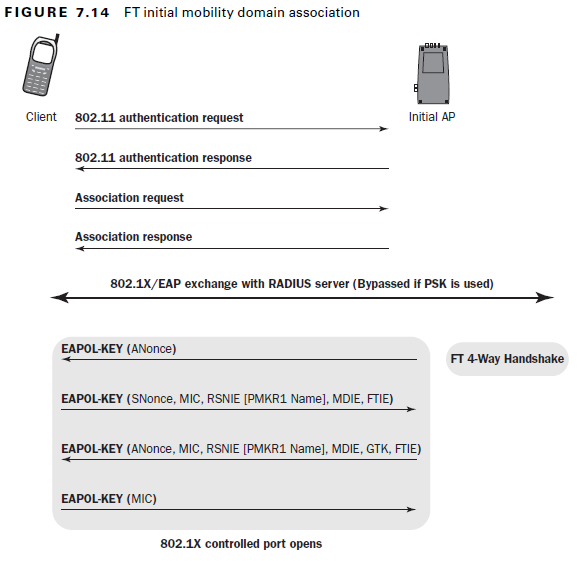 FIGURE 7.14 FT initial mobility domain association
Client
Initial AP
802.11 authentication request
802.11 authentication response
Association request
Association response
802.1X/EAP exchange with RADIUS server (Bypassed if PSK is used)
EAPOL-KEY (ANonce)
FT 4-Way Handshake
EAPOL-KEY (SNonce, MIC, RSNIE [PMKR1 Name], MDIE, FTIE)
EAPOL-KEY (ANonce, MIC, RSNIE [PMKR1 Name], MDIE, GTK, FTIE)
EAPOL-KEY (MIC)
802.1X controlled port opens